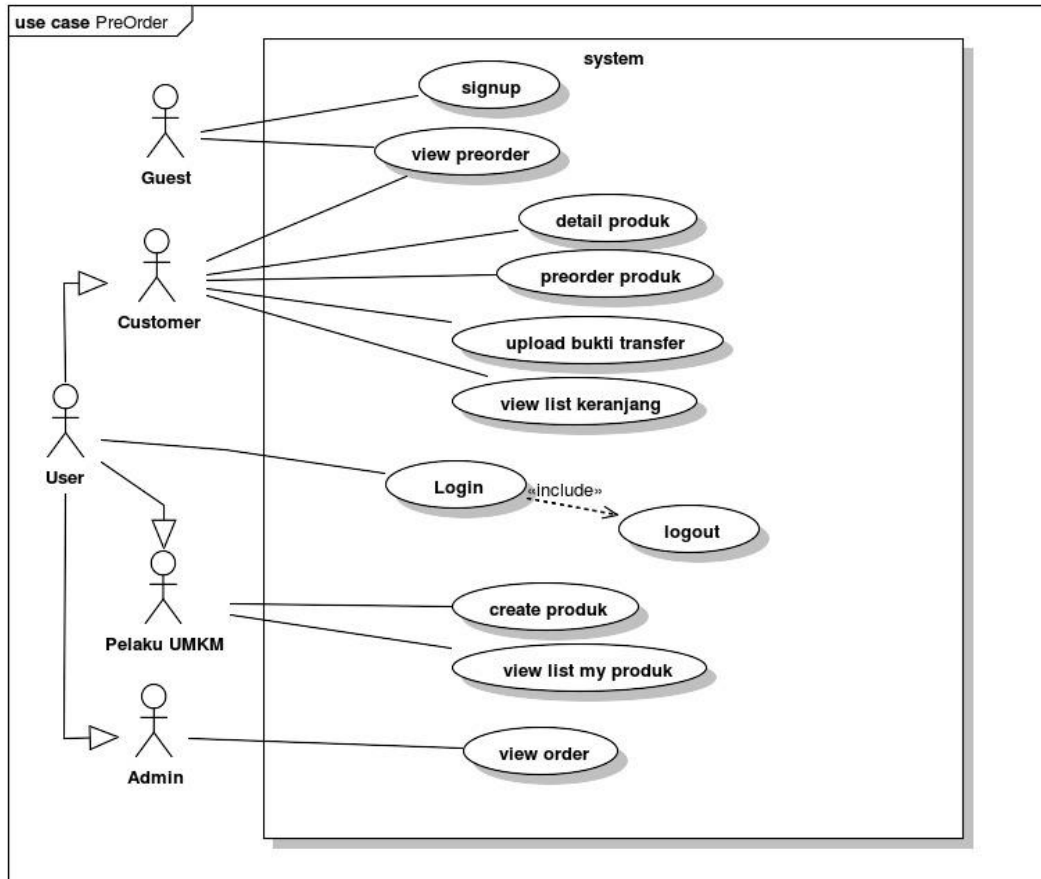 use case PreOrder
system
signup
view preorder
Guest
detail produk
preorder produk
Customer
upload bukti transfer
view list keranjang
User
Login
«include»
logout
create produk
Pelaku UMKM
view list my produk
view order
Admin